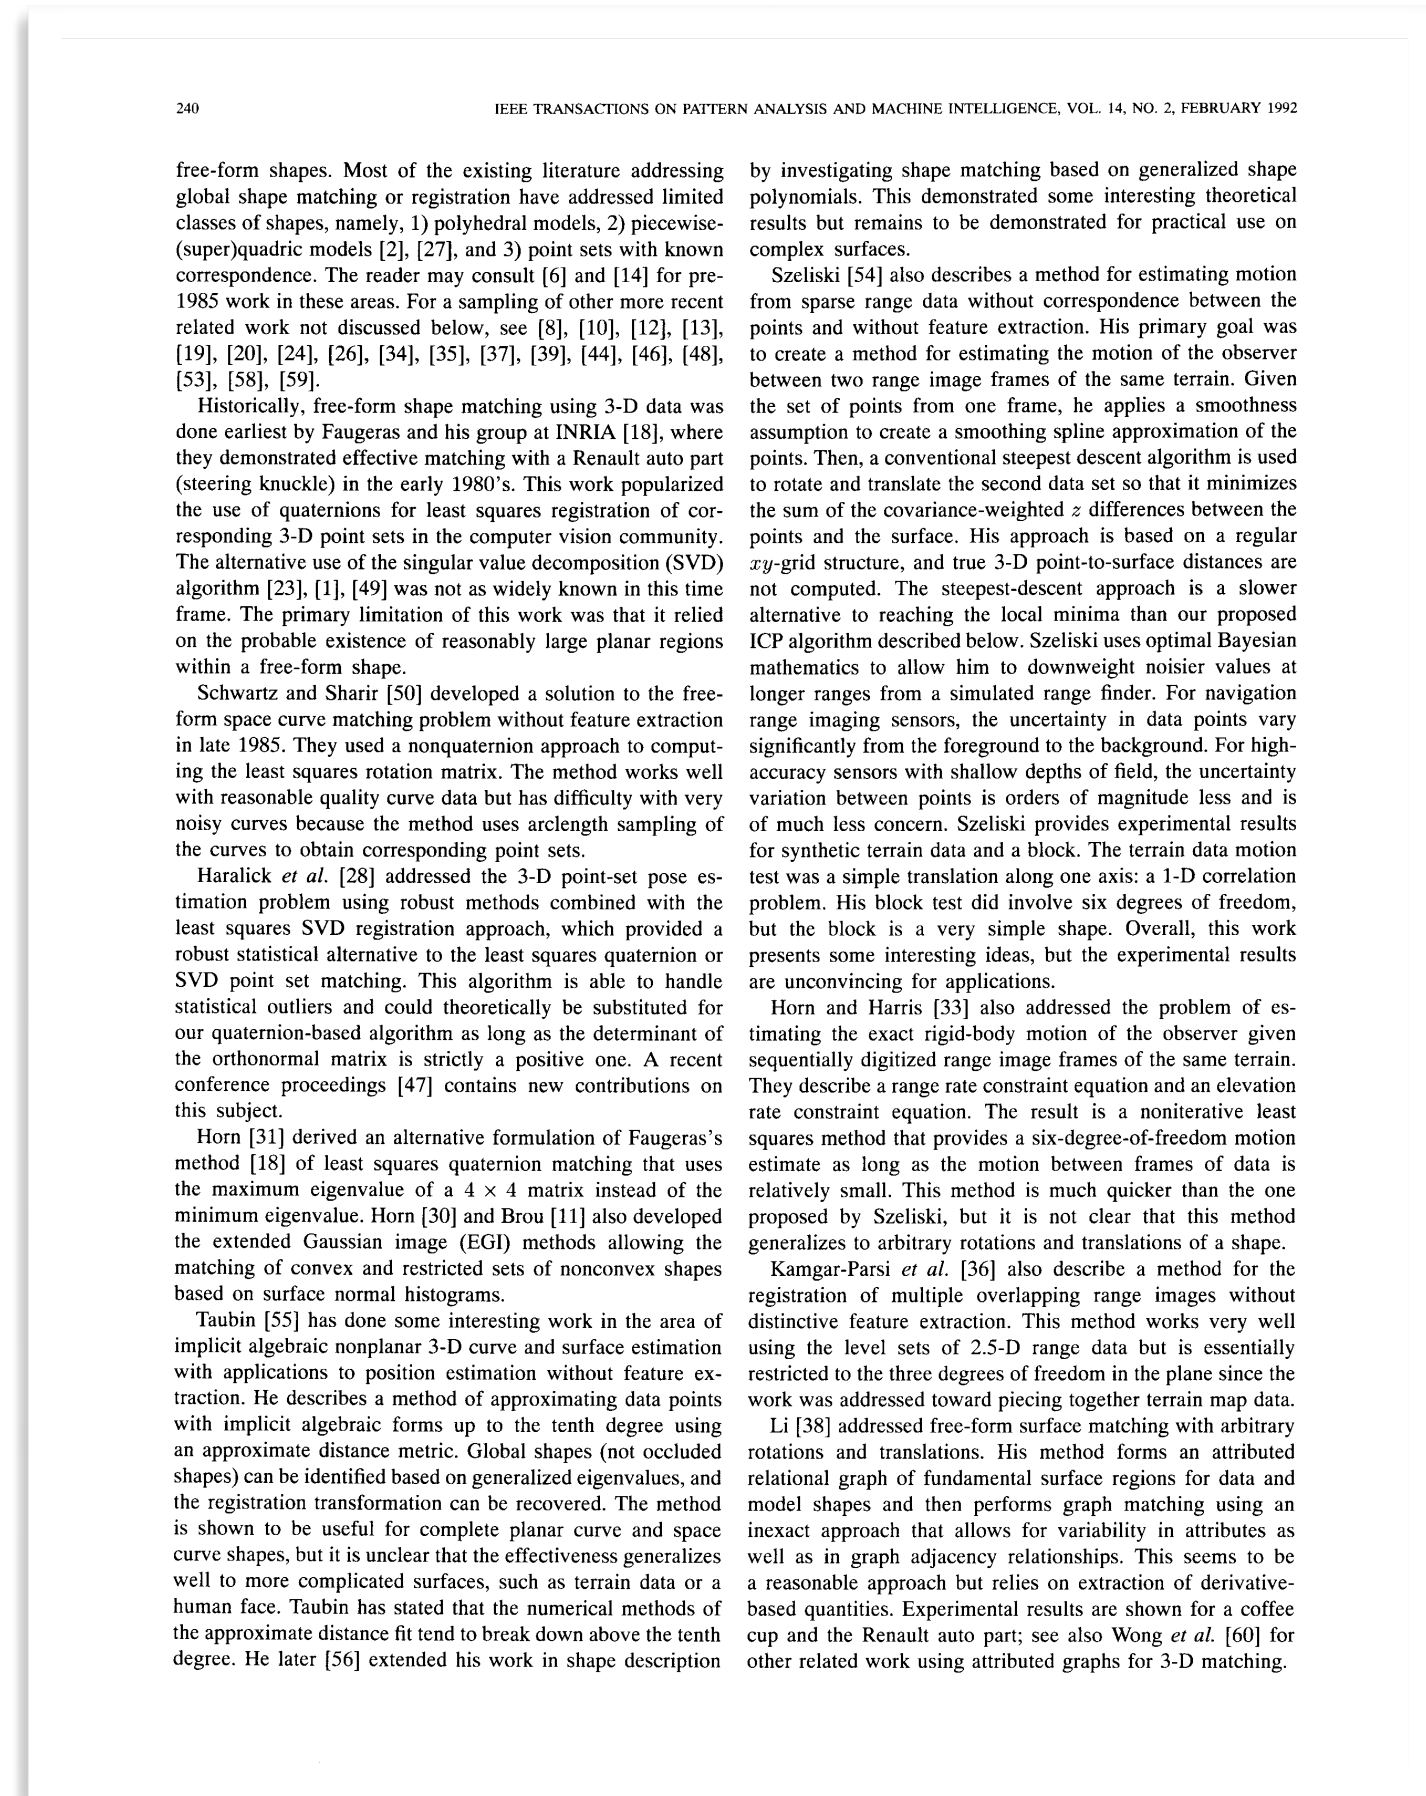 240
IEEE TRANSACTIONS ON PATTERN ANALYSIS AND MACHINE INTELLIGENCE, VOL. 14, NO. 2, FEBRUARY 1992
free-form shapes. Most of the existing literature addressing
global shape matching or registration have addressed limited
classes of shapes, namely, 1) polyhedral models, 2) piecewise-
(super)quadric models [2], [27], and 3) point sets with known
correspondence. The reader may consult [6] and [14] for pre-
1985 work in these areas. For a sampling of other more recent
related work not discussed below, see [8], [10], [12], [13],
[19], [20], [24], [26], [34], [35], [37], [39], [44], [46], [48],
[53], [58], [59].
Historically, free-form shape matching using 3-D data was
done earliest by Faugeras and his group at INRIA [18], where
they demonstrated effective matching with a Renault auto part
(steering knuckle) in the early 1980's. This work popularized
the use of quaternions for least squares registration of cor-
responding 3-D point sets in the computer vision community.
The alternative use of the singular value decomposition (SVD)
algorithm [23], [1], [49] was not as widely known in this time
frame. The primary limitation of this work was that it relied
on the probable existence of reasonably large planar regions
within a free-form shape.
Schwartz and Sharir [50] developed a solution to the free-
form space curve matching problem without feature extraction
in late 1985. They used a nonquaternion approach to comput-
ing the least squares rotation matrix. The method works well
with reasonable quality curve data but has difficulty with very
noisy curves because the method uses arclength sampling of
the curves to obtain corresponding point sets.
Haralick et al. [28] addressed the 3-D point-set pose es-
timation problem using robust methods combined with the
least squares SVD registration approach, which provided a
robust statistical alternative to the least squares quaternion or
SVD point set matching. This algorithm is able to handle
statistical outliers and could theoretically be substituted for
our quaternion-based algorithm as long as the determinant of
the orthonormal matrix is strictly a positive one. A recent
conference proceedings [47] contains new contributions on
this subject.
Horn [31] derived an alternative formulation of Faugeras's
method [18] of least squares quaternion matching that uses
the maximum eigenvalue of a 4 × 4 matrix instead of the
minimum eigenvalue. Horn [30] and Brou [11] also developed
the extended Gaussian image (EGI) methods allowing the
matching of convex and restricted sets of nonconvex shapes
based on surface normal histograms.
Taubin [55] has done some interesting work in the area of
implicit algebraic nonplanar 3-D curve and surface estimation
with applications to position estimation without feature ex-
traction. He describes a method of approximating data points
with implicit algebraic forms up to the tenth degree using
an approximate distance metric. Global shapes (not occluded
shapes) can be identified based on generalized eigenvalues, and
the registration transformation can be recovered. The method
is shown to be useful for complete planar curve and space
curve shapes, but it is unclear that the effectiveness generalizes
well to more complicated surfaces, such as terrain data or a
human face. Taubin has stated that the numerical methods of
the approximate distance fit tend to break down above the tenth
degree. He later [56] extended his work in shape description
by investigating shape matching based on generalized shape
polynomials. This demonstrated some interesting theoretical
results but remains to be demonstrated for practical use on
complex surfaces.
Szeliski [54] also describes a method for estimating motion
from sparse range data without correspondence between the
points and without feature extraction. His primary goal was
to create a method for estimating the motion of the observer
between two range image frames of the same terrain. Given
the set of points from one frame, he applies a smoothness
assumption to create a smoothing spline approximation of the
points. Then, a conventional steepest descent algorithm is used
to rotate and translate the second data set so that it minimizes
the sum of the covariance-weighted z differences between the
points and the surface. His approach is based on a regular
xy-grid structure, and true 3-D point-to-surface distances are
not computed. The steepest-descent approach is a slower
alternative to reaching the local minima than our proposed
ICP algorithm described below. Szeliski uses optimal Bayesian
mathematics to allow him to downweight noisier values at
longer ranges from a simulated range finder. For navigation
range imaging sensors, the uncertainty in data points vary
significantly from the foreground to the background. For high-
accuracy sensors with shallow depths of field, the uncertainty
variation between points is orders of magnitude less and is
of much less concern. Szeliski provides experimental results
for synthetic terrain data and a block. The terrain data motion
test was a simple translation along one axis: a 1-D correlation
problem. His block test did involve six degrees of freedom,
but the block is a very simple shape. Overall, this work
presents some interesting ideas, but the experimental results
are unconvincing for applications.
Horn and Harris [33] also addressed the problem of es-
timating the exact rigid-body motion of the observer given
sequentially digitized range image frames of the same terrain.
They describe a range rate constraint equation and an elevation
rate constraint equation. The result is a noniterative least
squares method that provides a six-degree-of-freedom motion
estimate as long as the motion between frames of data is
relatively small. This method is much quicker than the one
proposed by Szeliski, but it is not clear that this method
generalizes to arbitrary rotations and translations of a shape.
Kamgar-Parsi et al. [36] also describe a method for the
registration of multiple overlapping range images without
distinctive feature extraction. This method works very well
using the level sets of 2.5-D range data but is essentially
restricted to the three degrees of freedom in the plane since the
work was addressed toward piecing together terrain map data.
Li [38] addressed free-form surface matching with arbitrary
rotations and translations. His method forms an attributed
relational graph of fundamental surface regions for data and
model shapes and then performs graph matching using an
inexact approach that allows for variability in attributes as
well as in graph adjacency relationships. This seems to be
a reasonable approach but relies on extraction of derivative-
based quantities. Experimental results are shown for a coffee
cup and the Renault auto part; see also Wong et al. [60] for
other related work using attributed graphs for 3-D matching.